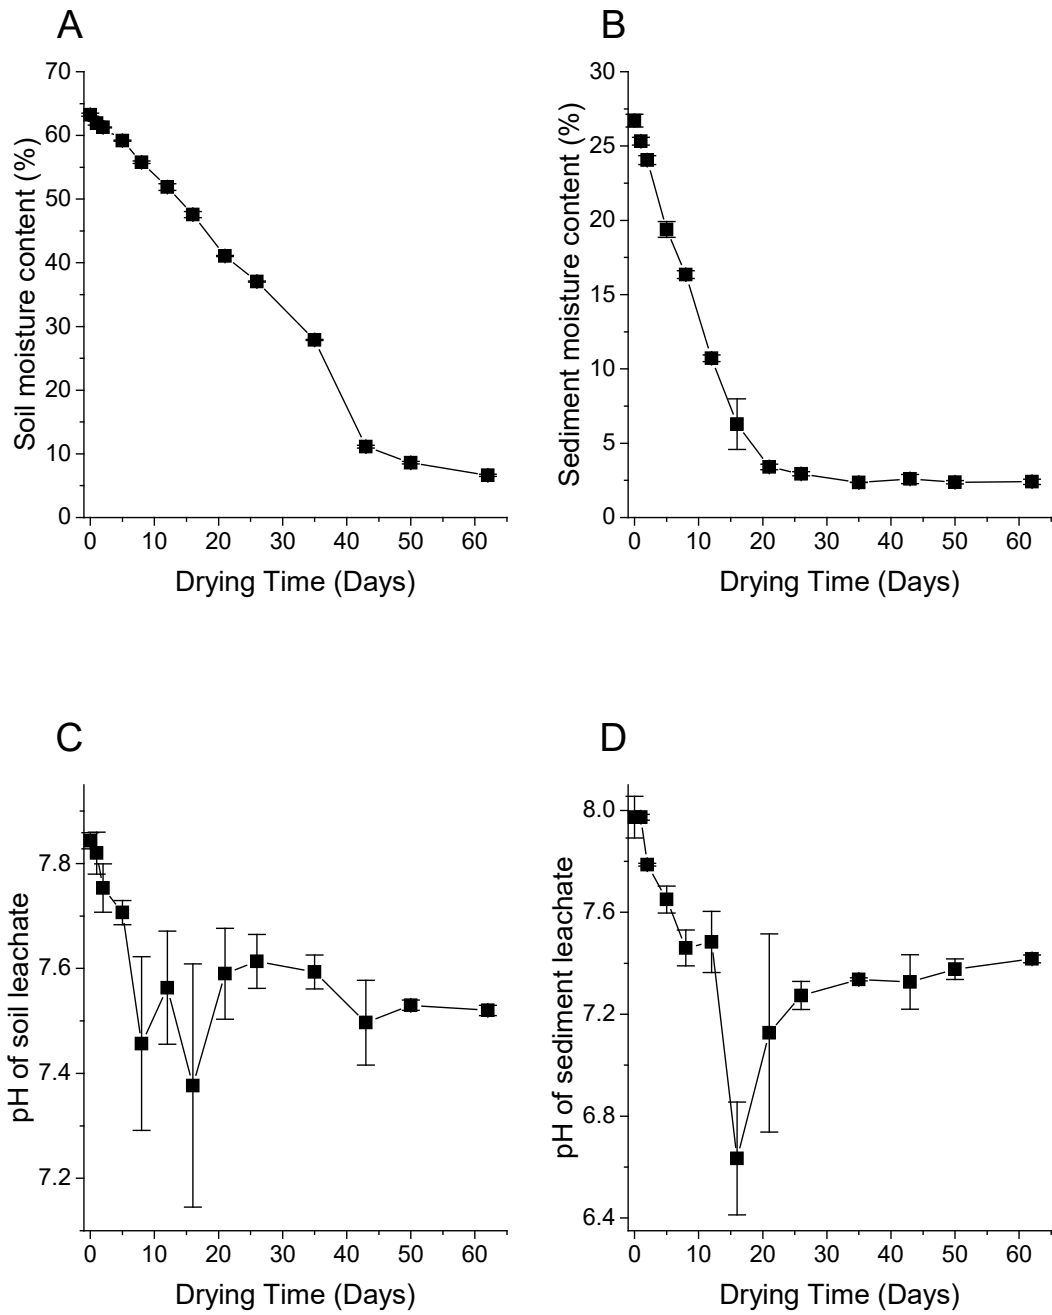 A
Soil moisture content (%)
70
60
50
40
30
20
10
0
0 10 20 30 40 50 60
Drying Time (Days)
B
Sediment moisture content (%)
30
25
20
15
10
5
0
0 10 20 30 40 50 60
Drying Time (Days)
C
pH of soil leachate
7.8
7.6
7.4
7.2
0 10 20 30 40 50 60
Drying Time (Days)
D
pH of sediment leachate
8.0
7.6
7.2
6.8
6.4
0 10 20 30 40 50 60
Drying Time (Days)